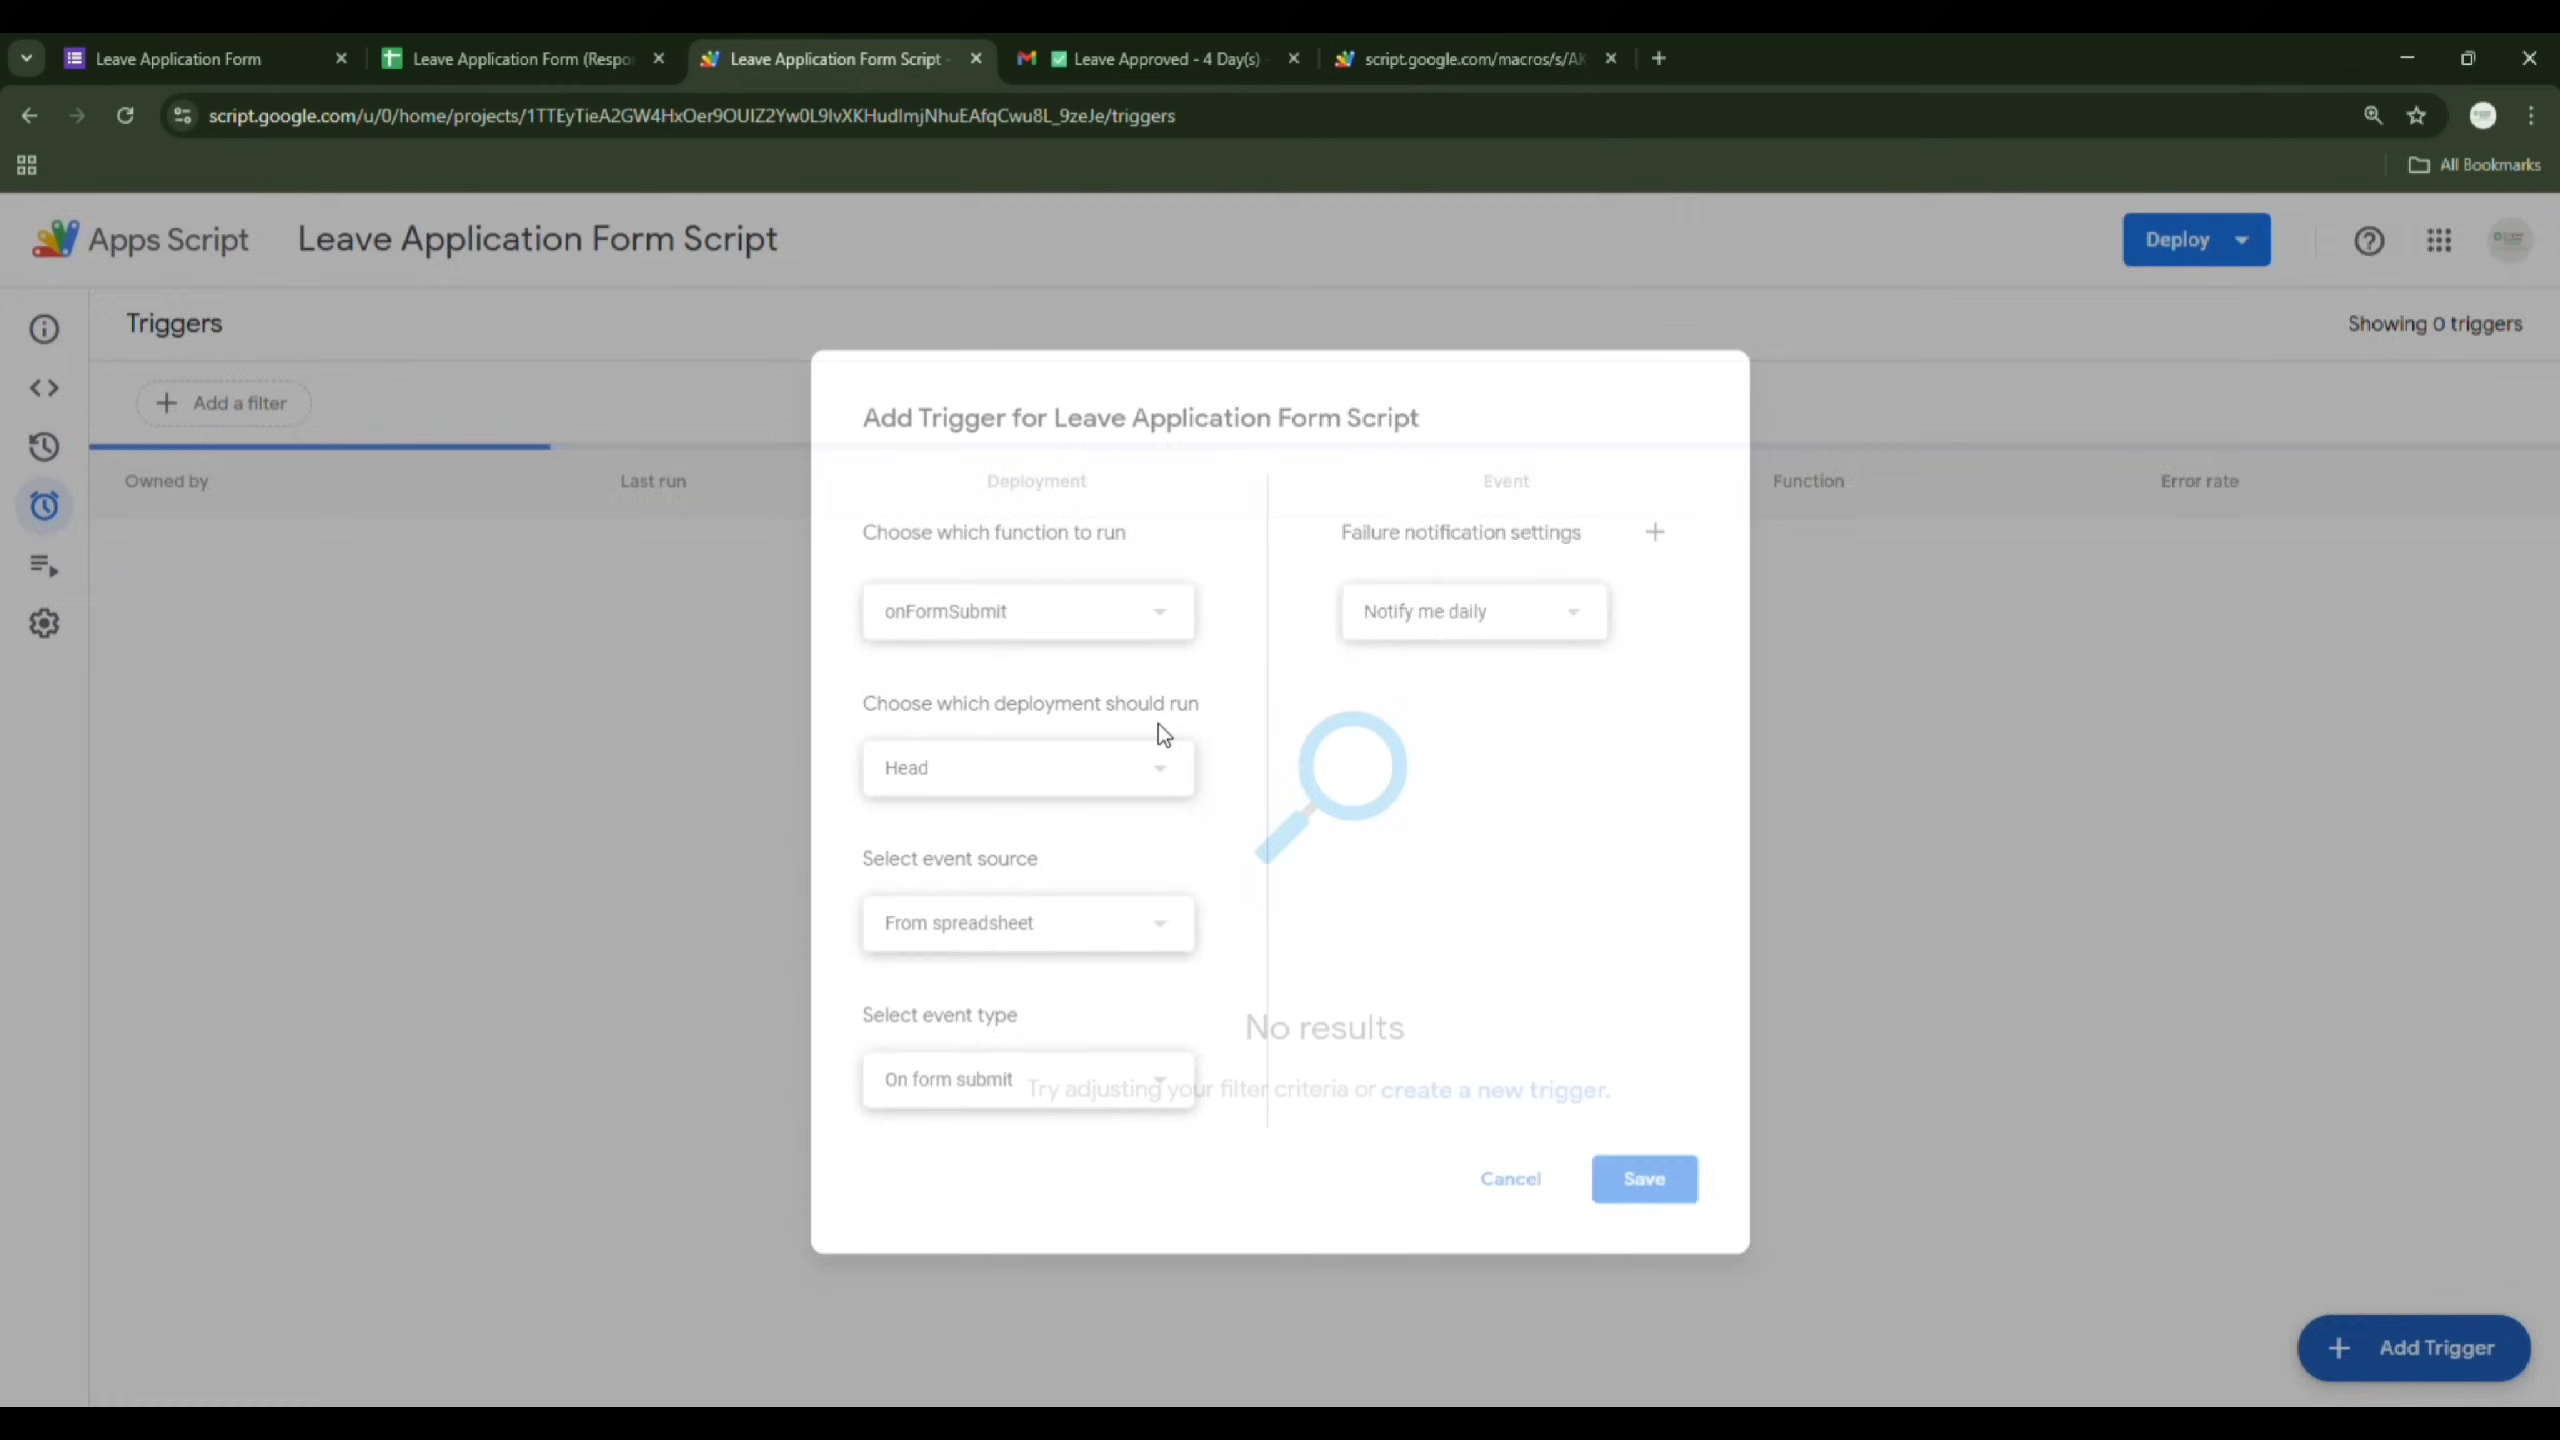 Leave Application Form
Leave Application Form (Respo
Leave Application Form Script -
Leave Approved - 4 Day(s)
script.google.com/macros/s/AK
script.google.com/u/0/home/projects/1TTEyTieA2GW4HxOer9OUIZ2Yw0L9IvXKHudImjNhuEAfqCwu8L_9zeJe/triggers
All Bookmarks
Apps Script
Leave Application Form Script
Deploy
Triggers
Showing 0 triggers
Add a filter
Add Trigger for Leave Application Form Script
Owned by
Last run
Deployment
Event
Function
Error rate
Choose which function to run
Failure notification settings
onFormSubmit
Notify me daily
Choose which deployment should run
Head
Select event source
From spreadsheet
Select event type
No results
On form submit
Try adjusting your filter criteria or create a new trigger.
Cancel
Save
Add Trigger